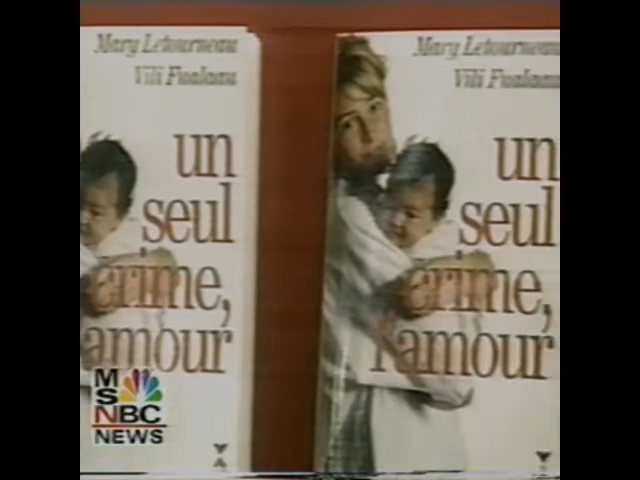 Mary Letourneau
Vili Fualaau
un
seul
crime,
l'amour
Mary Letourneau
Vili Fualaau
un
seul
crime,
l'amour
MSNBC
NEWS